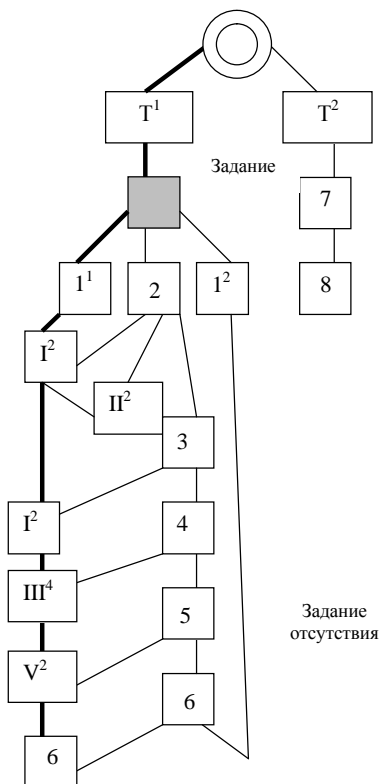 T¹ T²
Задание
7
1¹ 2 1² 8
I²
II²
3
I² 4
III⁴
5 Задание
отсутствия
V²
6
6